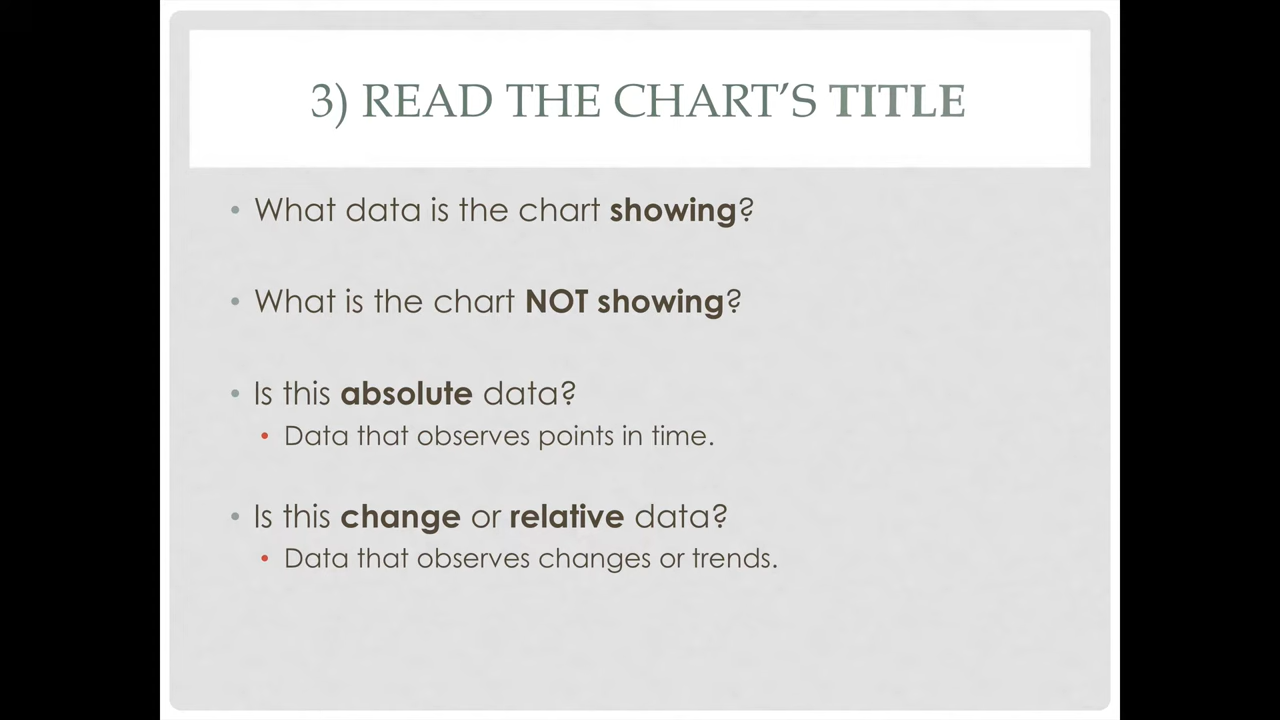 3) READ THE CHART’S TITLE
• What data is the chart showing?
• What is the chart NOT showing?
• Is this absolute data?
• Data that observes points in time.
• Is this change or relative data?
• Data that observes changes or trends.